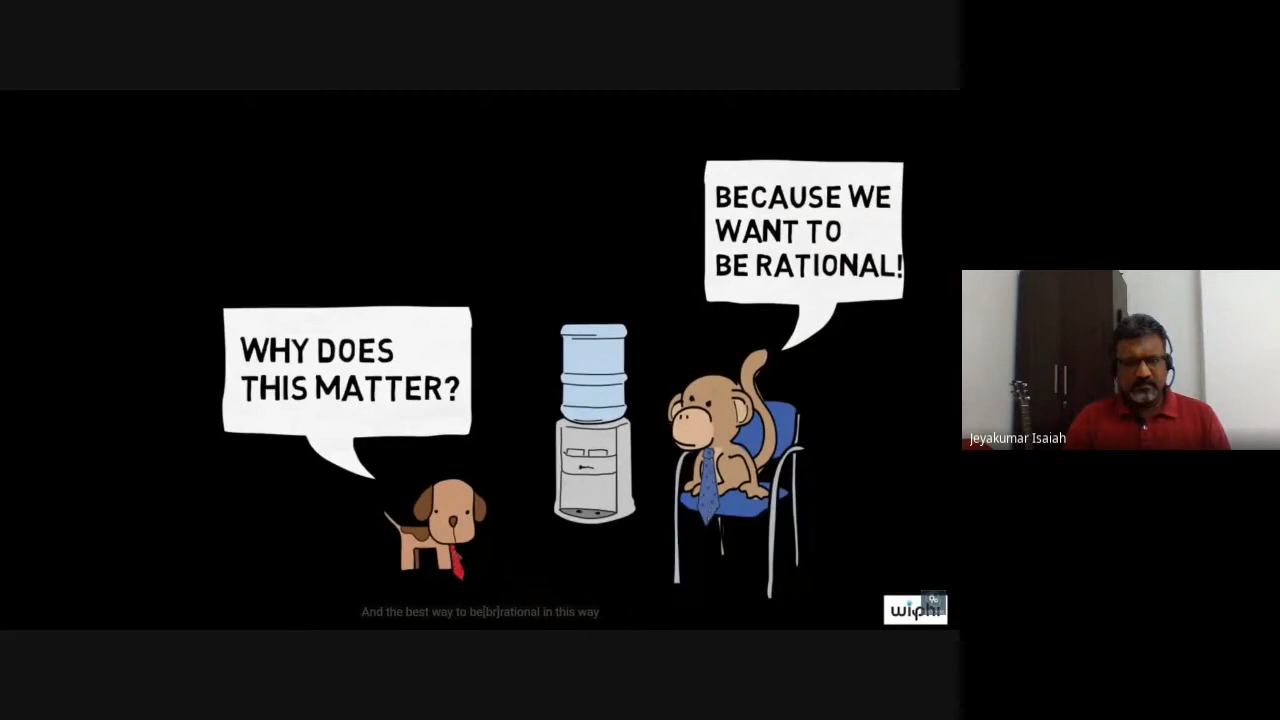 BECAUSE WE
WANT TO
BE RATIONAL!
WHY DOES
THIS MATTER?
Jeyakumar Isaiah
And the best way to be[br]rational in this way
wiphi